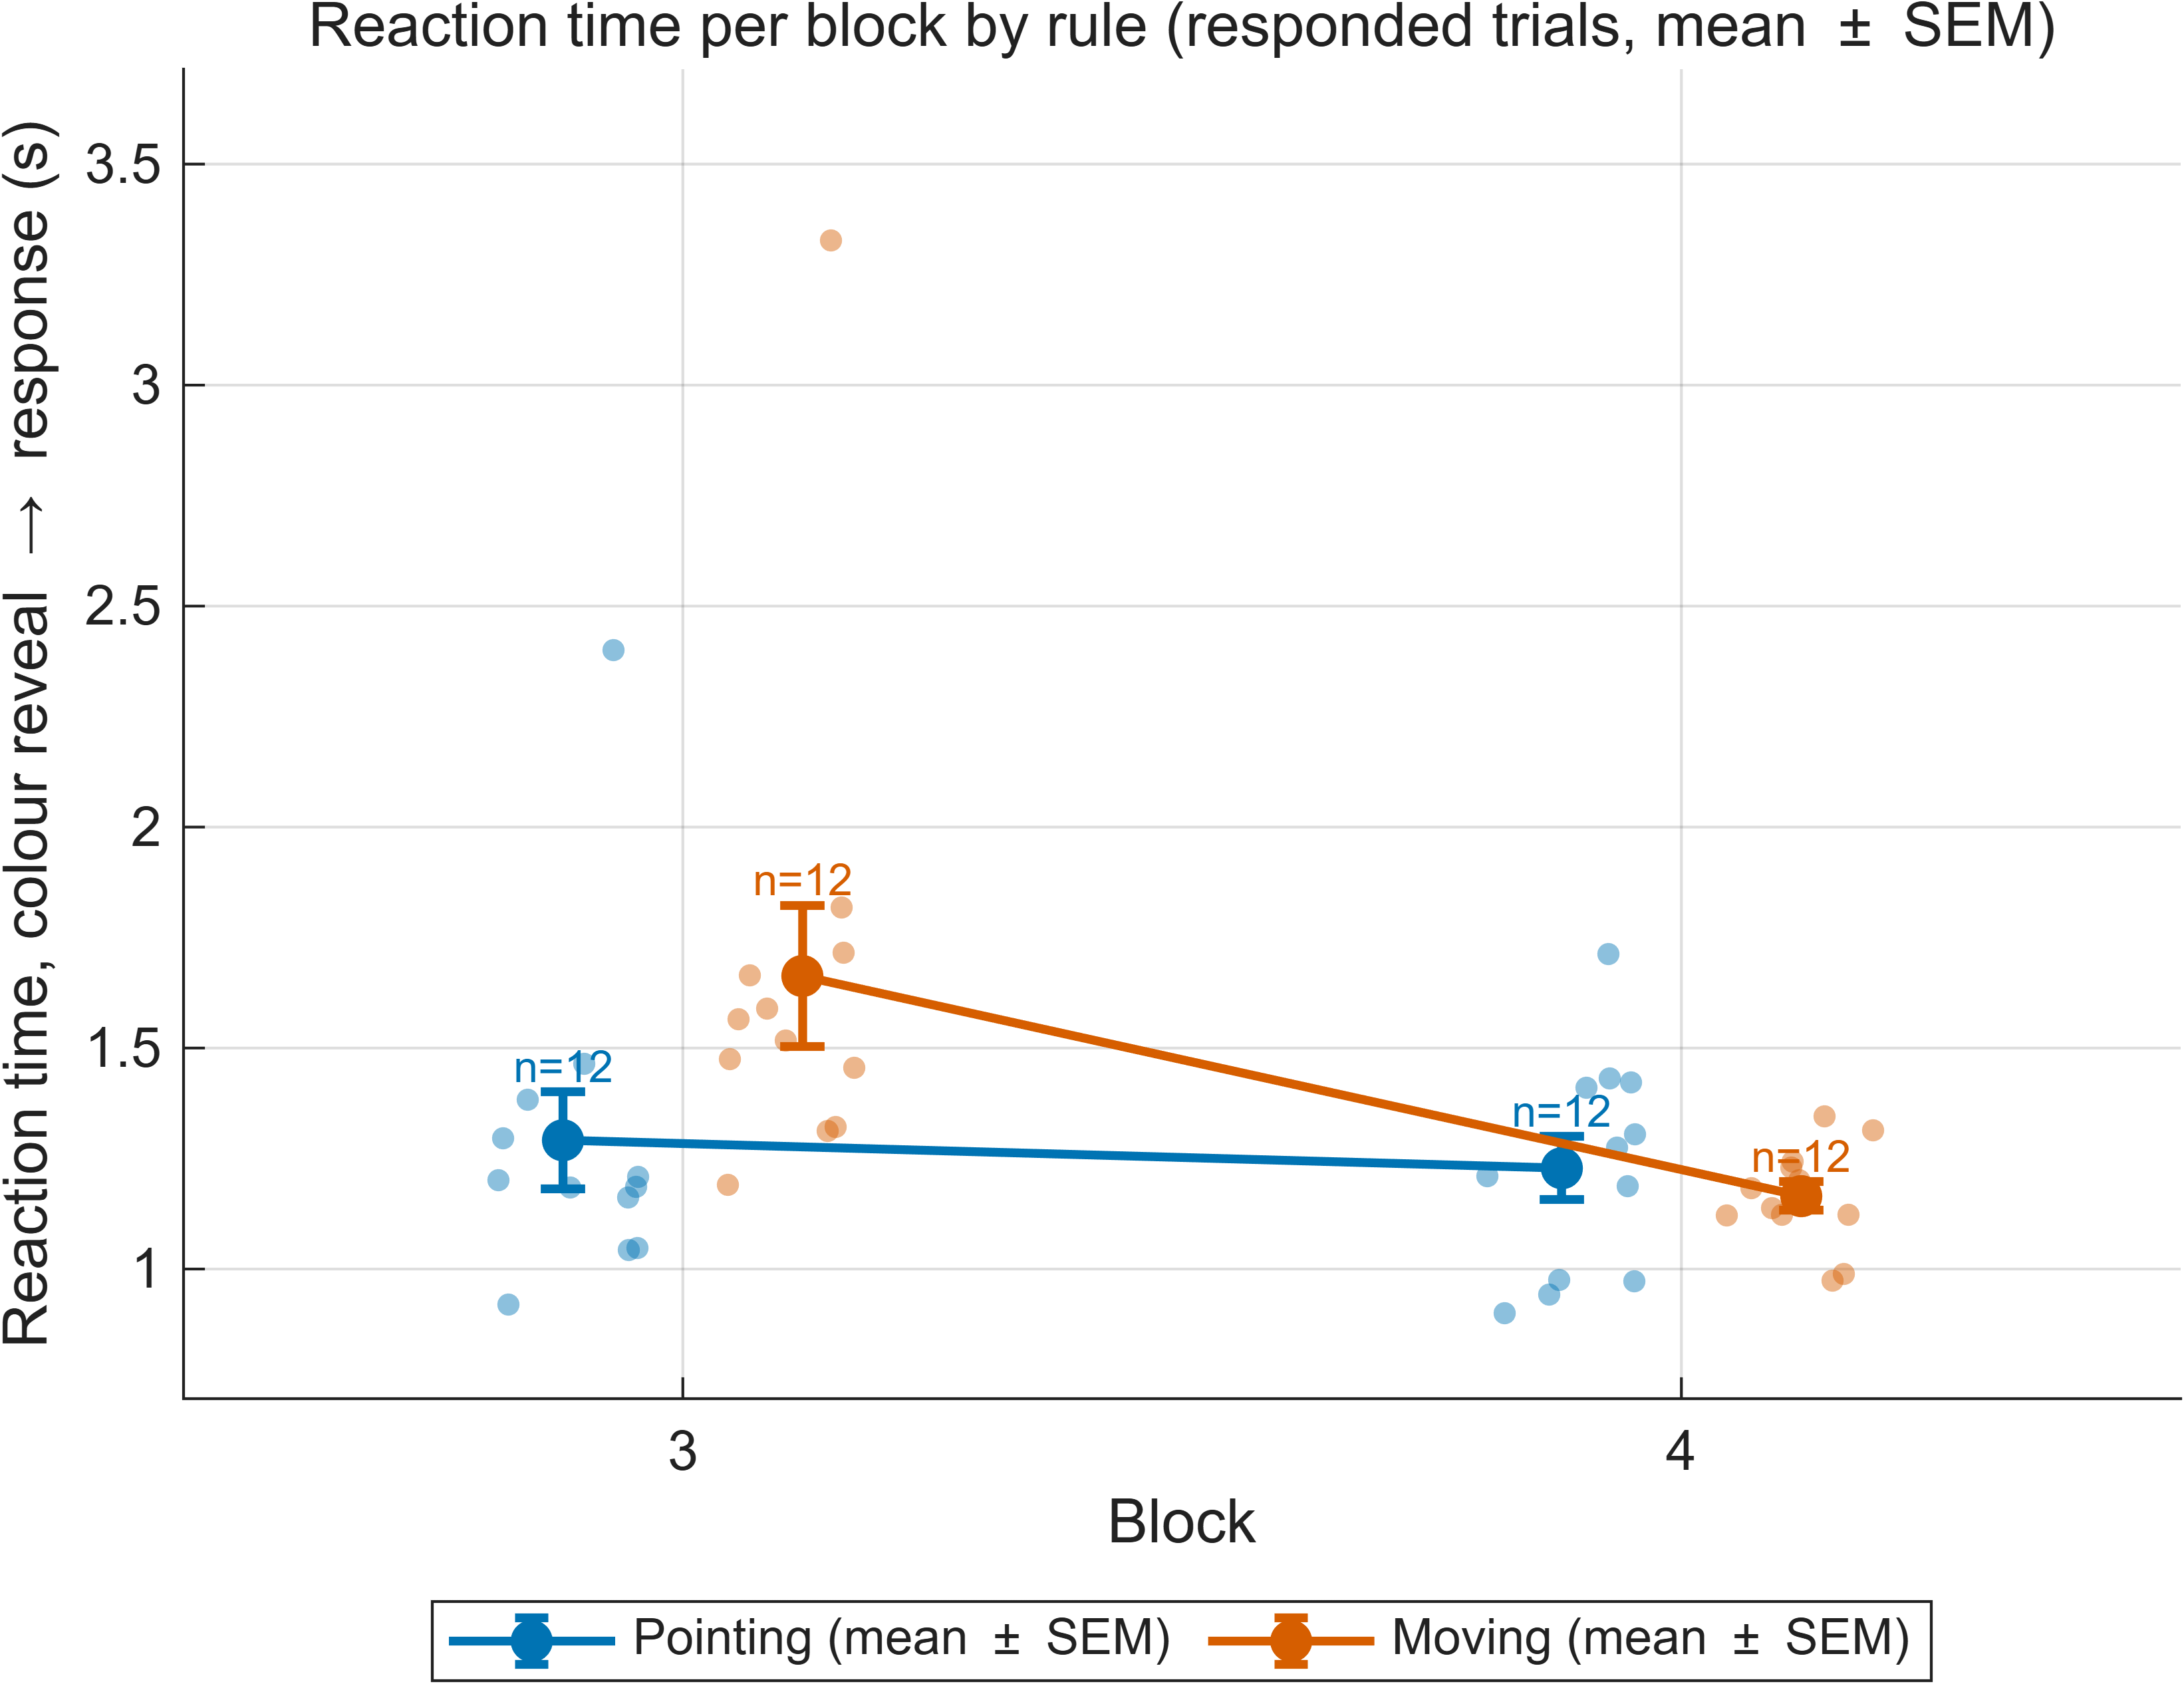 Reaction time per block by rule (responded trials, mean ± SEM)
Reaction time, colour reveal → response (s)
3.5
3
2.5
2
1.5
1
n=12
n=12
n=12
n=12
3
4
Block
Pointing (mean ± SEM)
Moving (mean ± SEM)